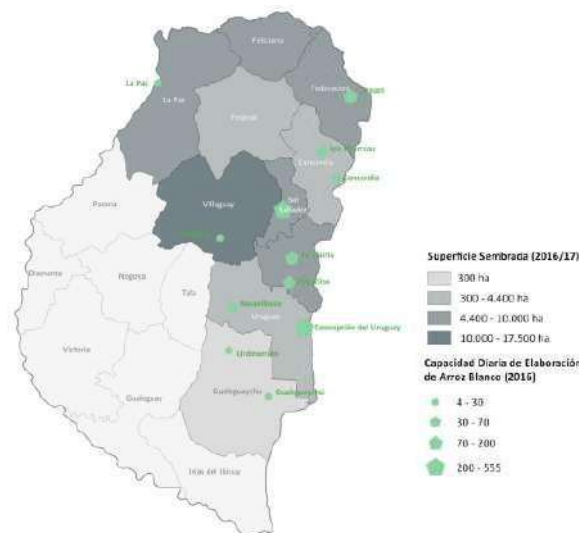 Feliciano
La Paz
La Paz
Federación
Federal
Concordia
Concordia
Villaguay
San
Salvador
Paraná
Diamante
Nogoyá
Tala
Victoria
Uruguay
Concepción del Uruguay
Urdinarrain
Gualeguaychú
Gualeguaychú
Gualeguay
Islas del Ibicuy
Superficie Sembrada (2016/17)
300 ha
300 - 4.400 ha
4.400 - 10.000 ha
10.000 - 17.500 ha
Capacidad Diaria de Elaboración
de Arroz Blanco (2016)
4 - 30
30 - 70
70 - 200
200 - 555